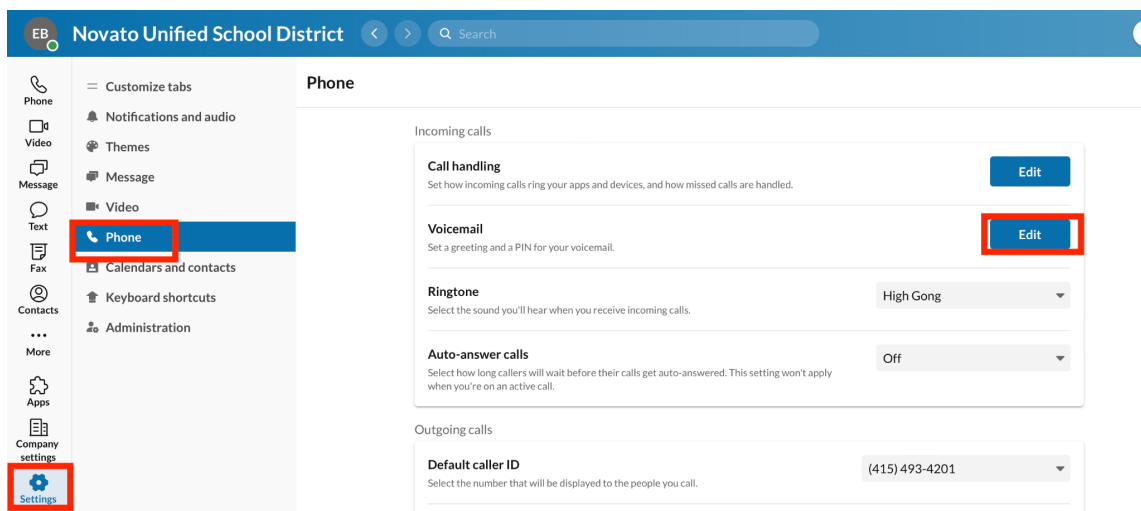 EB
Novato Unified School District
Search
Phone
Video
Message
Text
Fax
Contacts
More
Apps
Company
settings
Settings
Customize tabs
Notifications and audio
Themes
Message
Video
Phone
Calendars and contacts
Keyboard shortcuts
Administration
Phone
Incoming calls
Call handling
Set how incoming calls ring your apps and devices, and how missed calls are handled.
Edit
Voicemail
Set a greeting and a PIN for your voicemail.
Edit
Ringtone
Select the sound you'll hear when you receive incoming calls.
High Gong
Auto-answer calls
Select how long callers will wait before their calls get auto-answered. This setting won't apply
when you're on an active call.
Off
Outgoing calls
Default caller ID
Select the number that will be displayed to the people you call.
(415) 493-4201